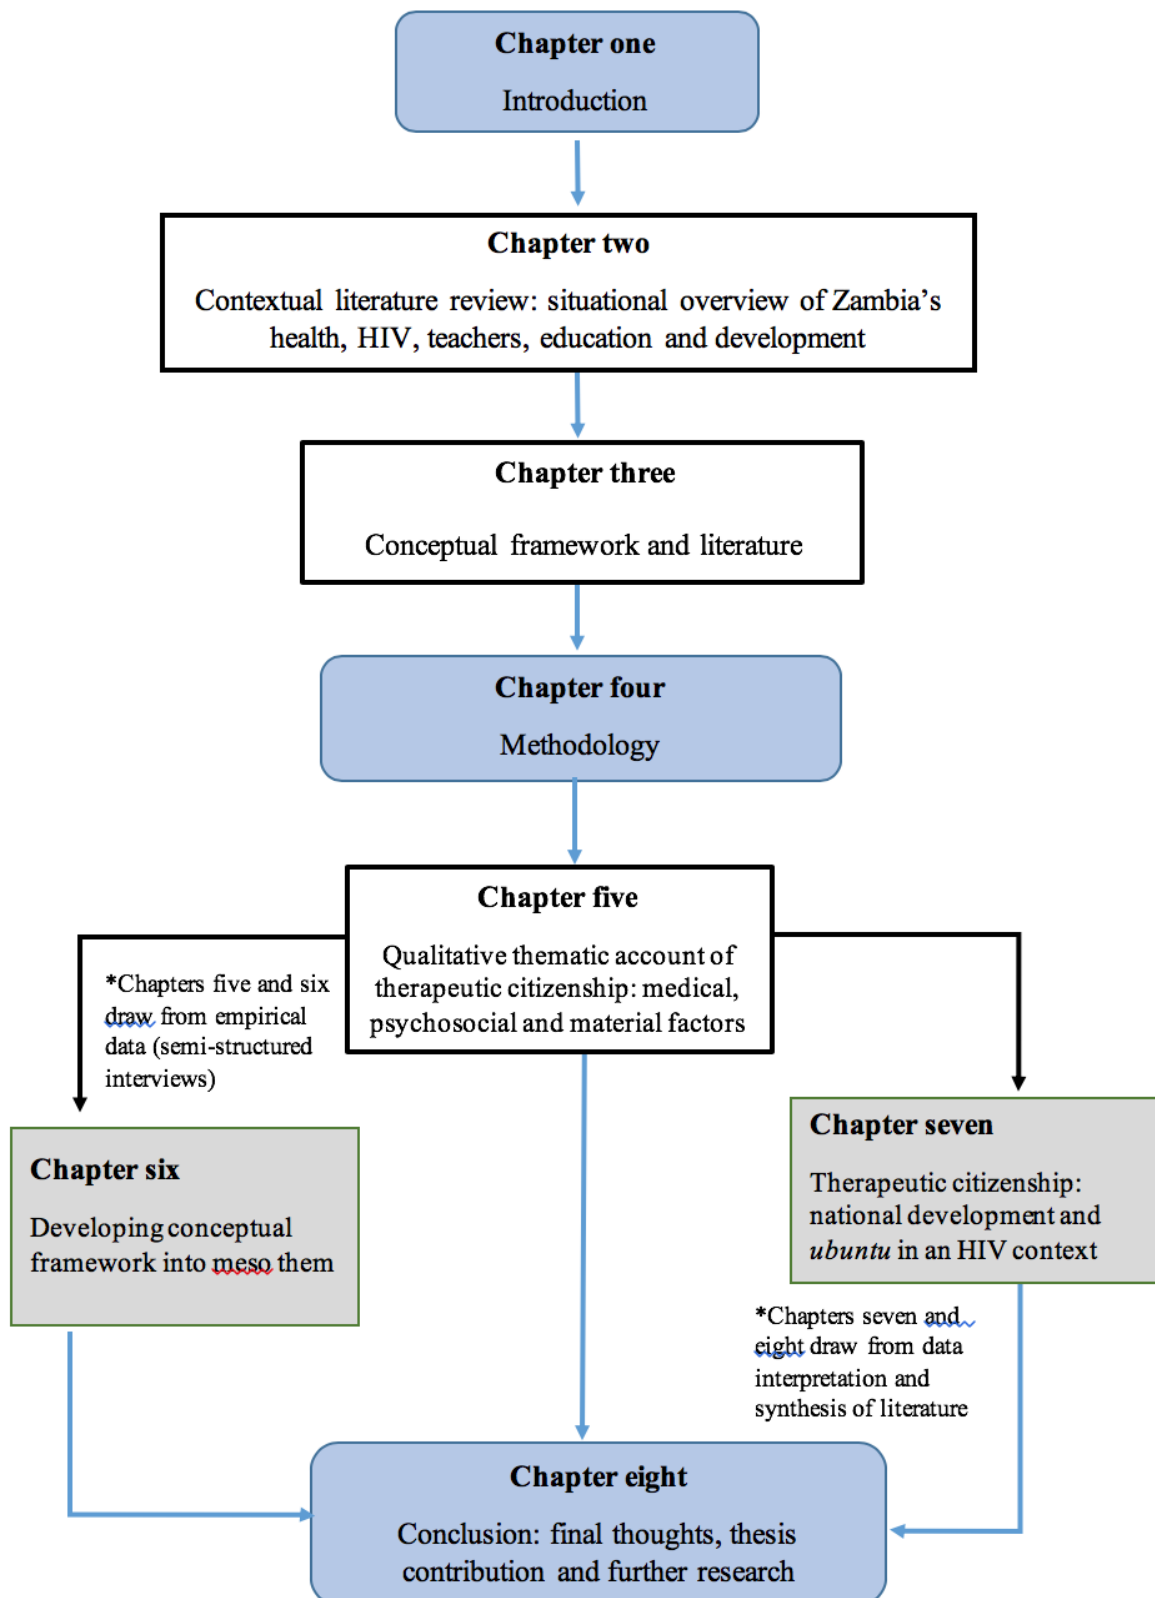 Chapter one
Introduction
Chapter two
Contextual literature review: situational overview of Zambia's
health, HIV, teachers, education and development
Chapter three
Conceptual framework and literature
Chapter four
Methodology
Chapter five
Qualitative thematic account of
therapeutic citizenship: medical,
psychosocial and material factors
*Chapters five and six
draw from empirical
data (semi-structured
interviews)
Chapter six
Developing conceptual
framework into meso them
Chapter seven
Therapeutic citizenship:
national development and
ubuntu in an HIV context
*Chapters seven and
eight draw from data
interpretation and
synthesis of literature
Chapter eight
Conclusion: final thoughts, thesis
contribution and further research